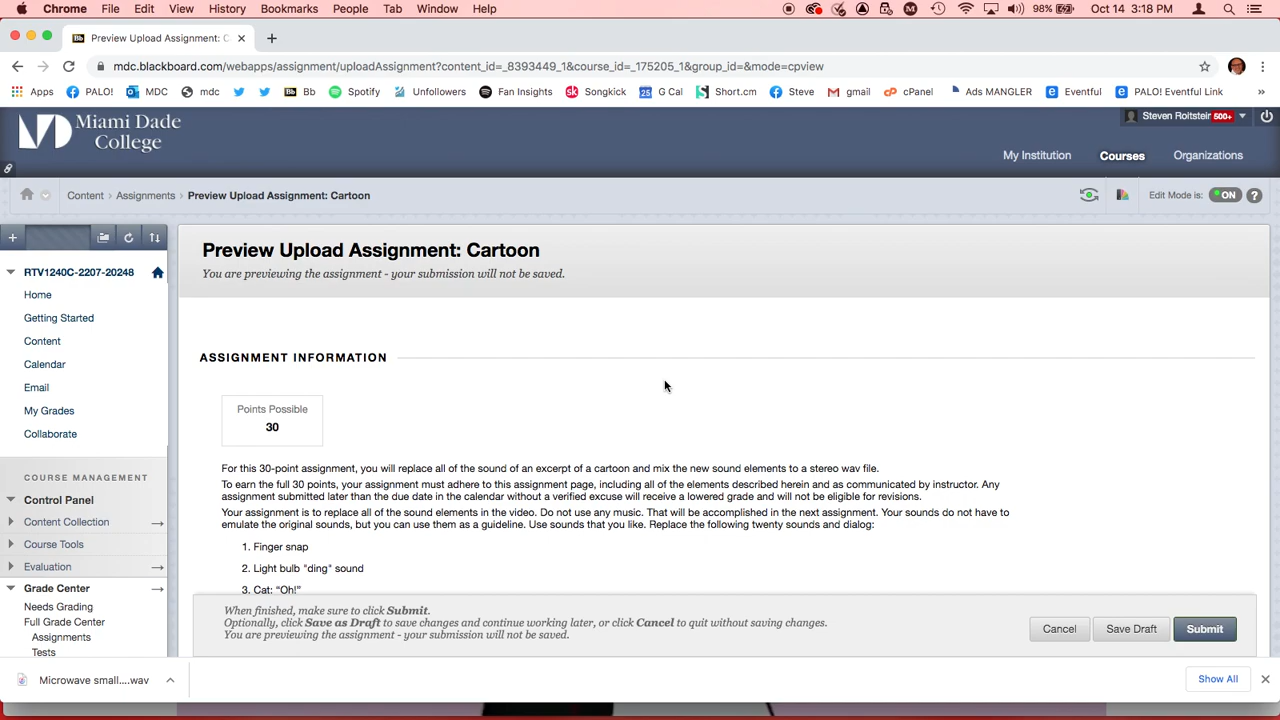 Chrome File Edit View History Bookmarks People Tab Window Help 98% Oct 14 3:18 PM
Preview Upload Assignment: C
mdc.blackboard.com/webapps/assignment/uploadAssignment?content_id=_8393449_1&course_id=_175205_1&group_id=&mode=cpview
Apps PALO! MDC mdc Bb Spotify Unfollowers Fan Insights Songkick G Cal Short.cm Steve gmail cPanel Ads MANGLER Eventful PALO! Eventful Link »
Miami Dade
College
Steven Roltstein 500+
My Institution Courses Organizations
Content > Assignments > Preview Upload Assignment: Cartoon
Edit Mode is: ON ?
RTV1240C-2207-20248
Home
Getting Started
Content
Calendar
Email
My Grades
Collaborate
COURSE MANAGEMENT
Control Panel
Content Collection
Course Tools
Evaluation
Grade Center
Needs Grading
Full Grade Center
Assignments
Tests
Preview Upload Assignment: Cartoon
You are previewing the assignment - your submission will not be saved.
ASSIGNMENT INFORMATION
Points Possible
30
For this 30-point assignment, you will replace all of the sound of an excerpt of a cartoon and mix the new sound elements to a stereo wav file.
To earn the full 30 points, your assignment must adhere to this assignment page, including all of the elements described herein and as communicated by instructor. Any
assignment submitted later than the due date in the calendar without a verified excuse will receive a lowered grade and will not be eligible for revisions.
Your assignment is to replace all of the sound elements in the video. Do not use any music. That will be accomplished in the next assignment. Your sounds do not have to
emulate the original sounds, but you can use them as a guideline. Use sounds that you like. Replace the following twenty sounds and dialog:
1. Finger snap
2. Light bulb "ding" sound
3. Cat: “Oh!”
When finished, make sure to click Submit.
Optionally, click Save as Draft to save changes and continue working later, or click Cancel to quit without saving changes.
You are previewing the assignment - your submission will not be saved.
Cancel Save Draft Submit
Microwave small....wav
Show All